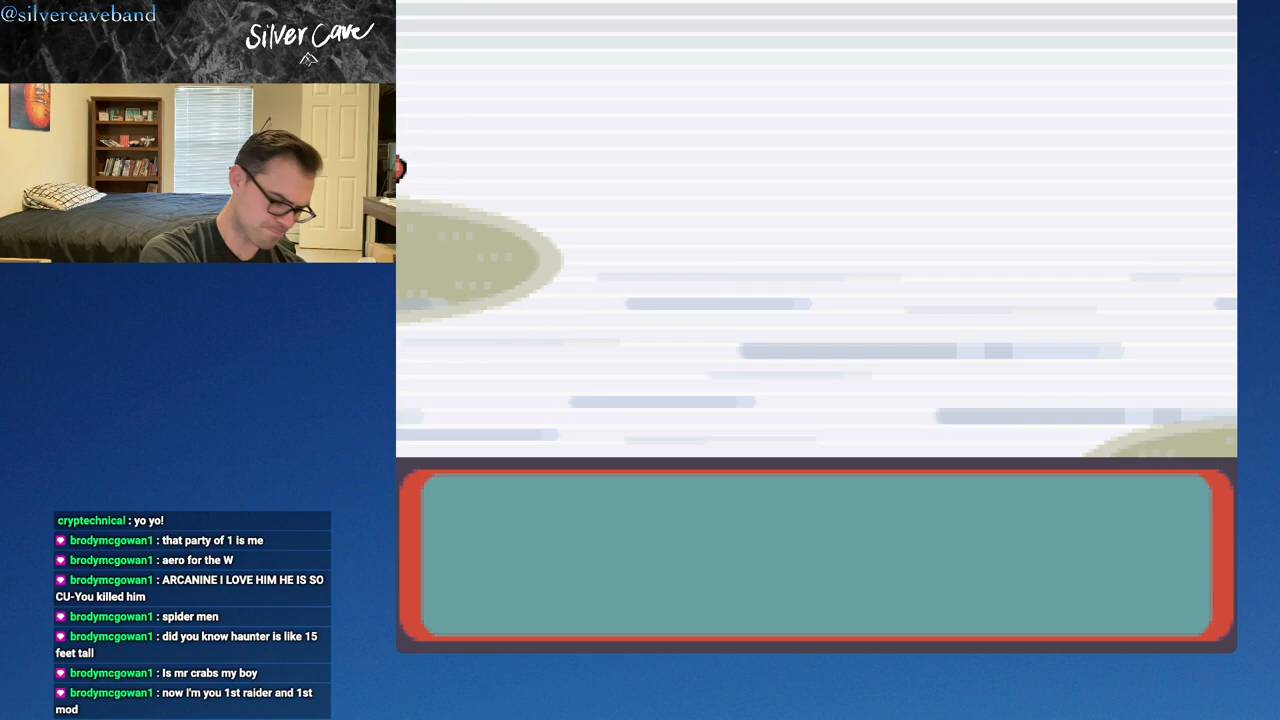 @silvercaveband
Silver Cave
cryptechnical : yo yo!
brodymcgowan1 : that party of 1 is me
brodymcgowan1 : aero for the W
brodymcgowan1 : ARCANINE I LOVE HIM HE IS SO
CU-You killed him
brodymcgowan1 : spider men
brodymcgowan1 : did you know haunter is like 15
feet tall
brodymcgowan1 : Is mr crabs my boy
brodymcgowan1 : now I'm you 1st raider and 1st
mod